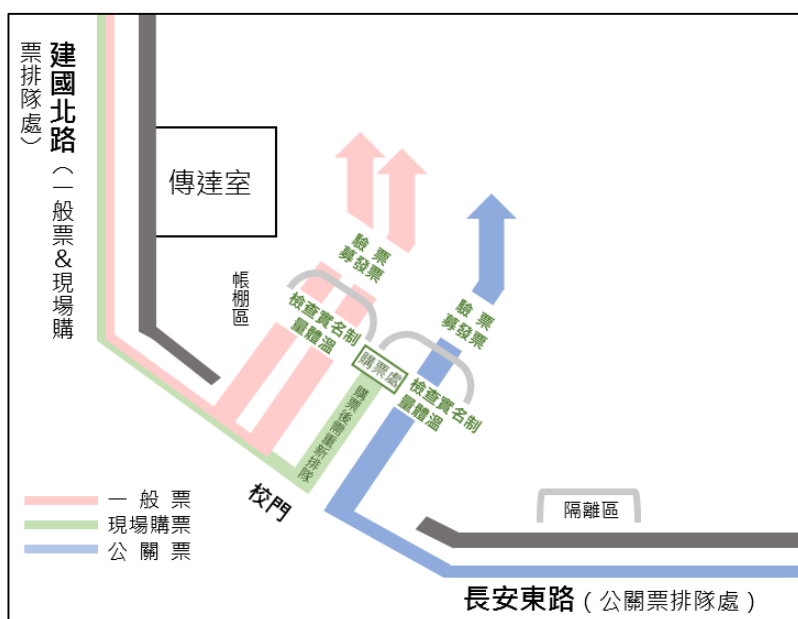 建國北路（一般票&現場購
票排隊處）
傳達室
帳棚區
驗 票
募發票
驗 票
募發票
檢查實名制
量體溫
購票處
檢查實名制
量體溫
購票後需重新排隊
校門
隔離區
一 般 票
現場購票
公 關 票
長安東路（公關票排隊處）